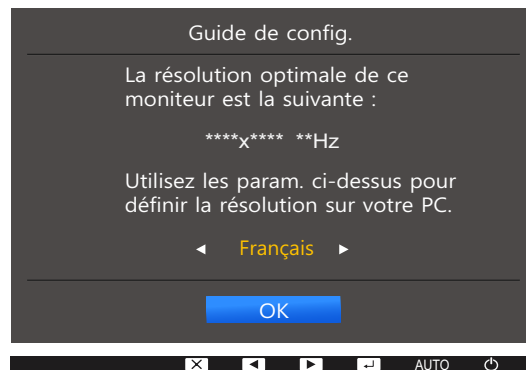 Guide de config.
La résolution optimale de ce
moniteur est la suivante :
****x**** **Hz
Utilisez les param. ci-dessus pour
définir la résolution sur votre PC.
Français
OK
AUTO